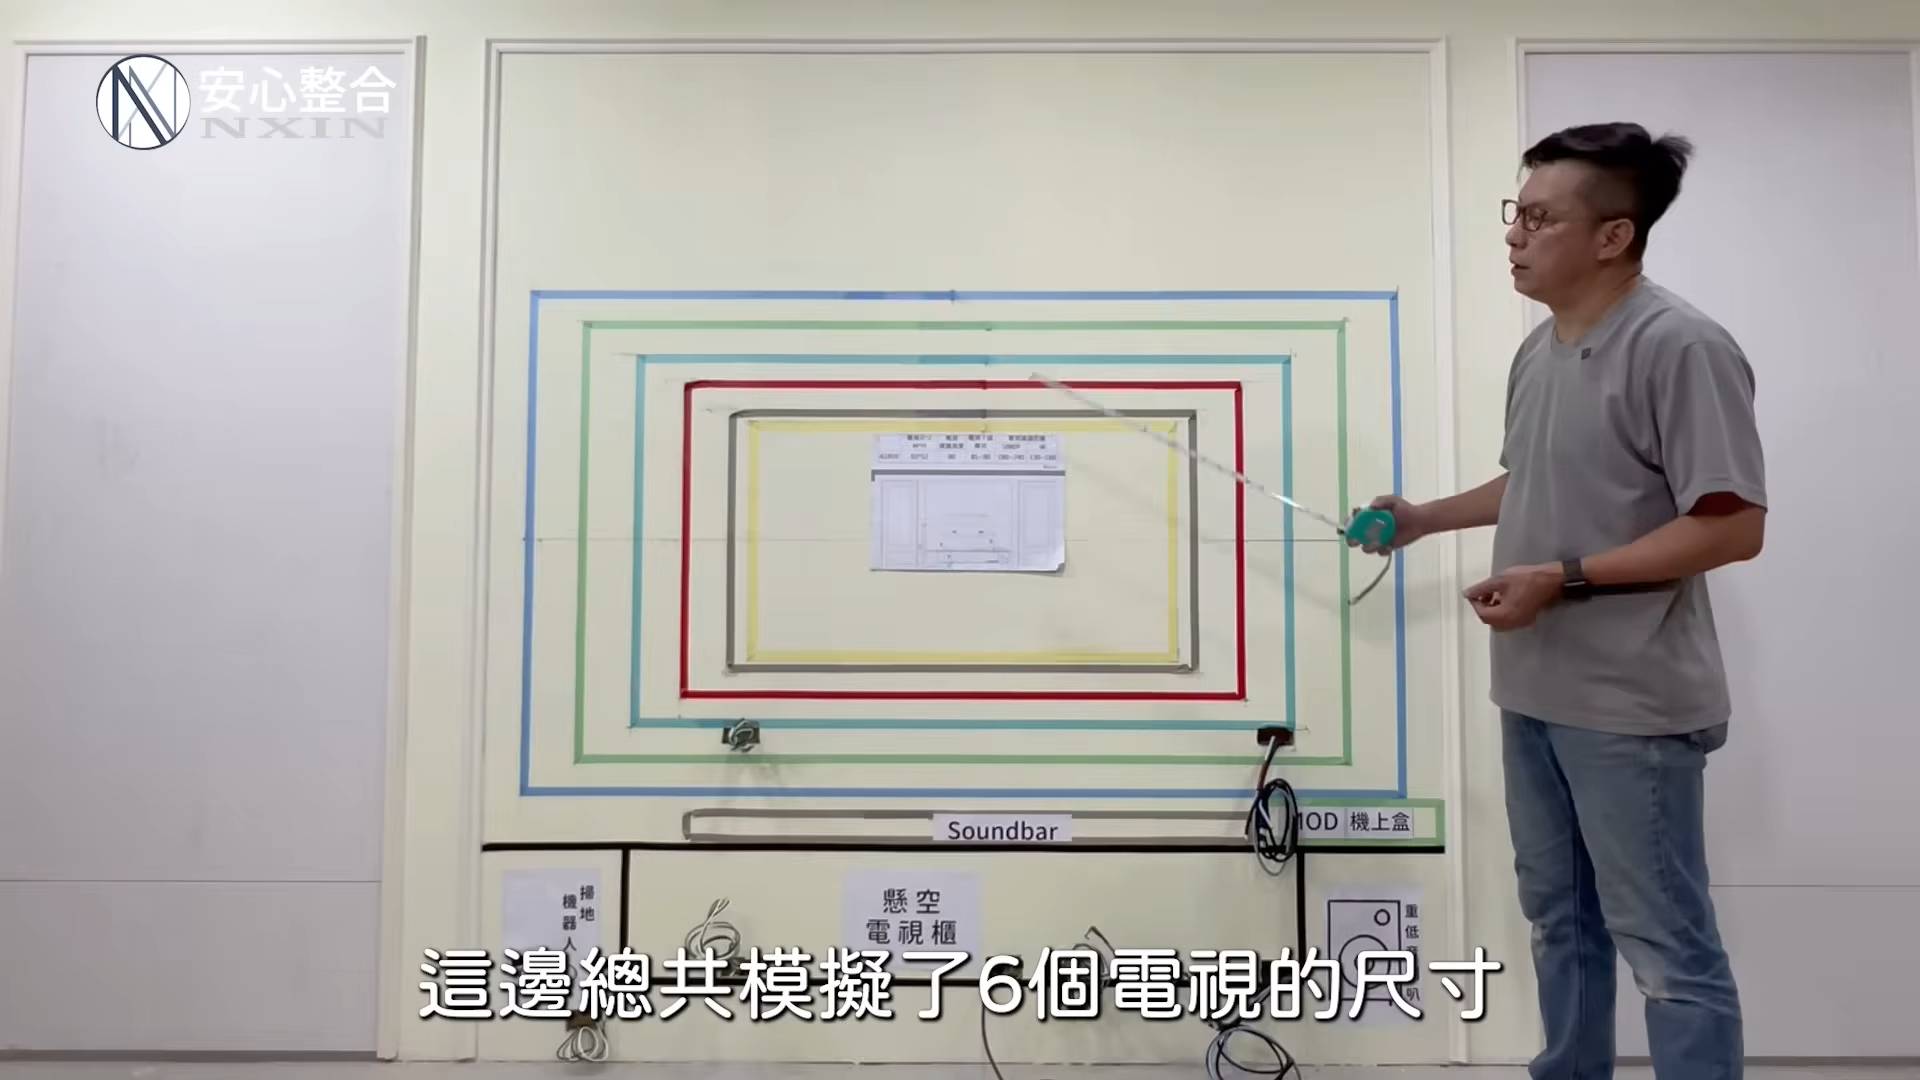 安心整合
NXIN
Soundbar
MOD 機上盒
掃地
機器人
懸空
電視櫃
重低音
這邊總共模擬了6個電視的尺寸